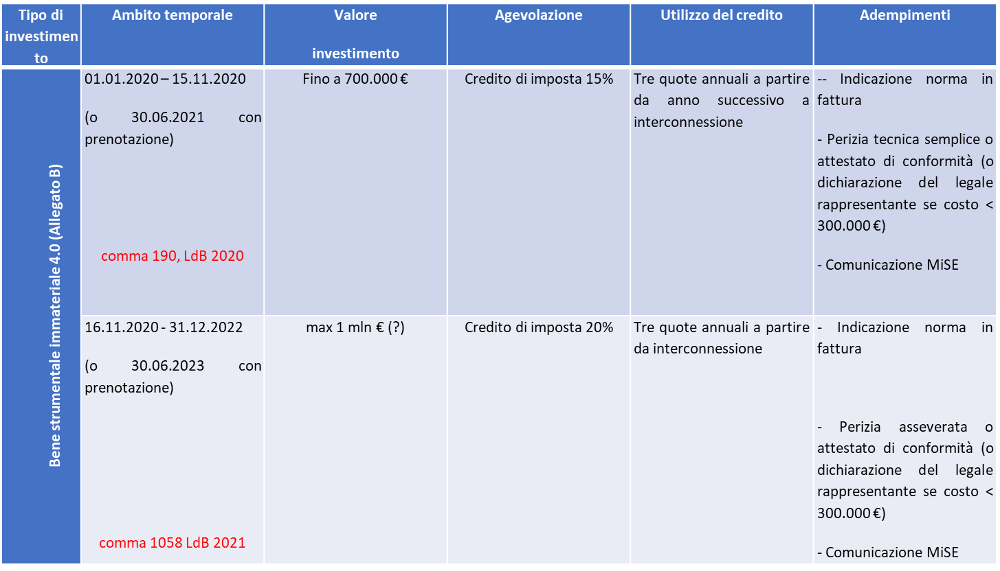 Tipo di
investimen
to
Ambito temporale
Valore
investimento
Agevolazione
Utilizzo del credito
Adempimenti
Bene strumentale immateriale 4.0 (Allegato B)
01.01.2020 – 15.11.2020
(o 30.06.2021 con
prenotazione)
comma 190, LdB 2020
Fino a 700.000 €
Credito di imposta 15%
Tre quote annuali a partire
da anno successivo a
interconnessione
-- Indicazione norma in
fattura
- Perizia tecnica semplice o
attestato di conformità (o
dichiarazione del legale
rappresentante se costo <
300.000 €)
- Comunicazione MiSE
16.11.2020 - 31.12.2022
(o 30.06.2023 con
prenotazione)
comma 1058 LdB 2021
max 1 mln € (?)
Credito di imposta 20%
Tre quote annuali a partire
da interconnessione
- Indicazione norma in
fattura
- Perizia asseverata o
attestato di conformità (o
dichiarazione del legale
rappresentante se costo <
300.000 €)
- Comunicazione MiSE